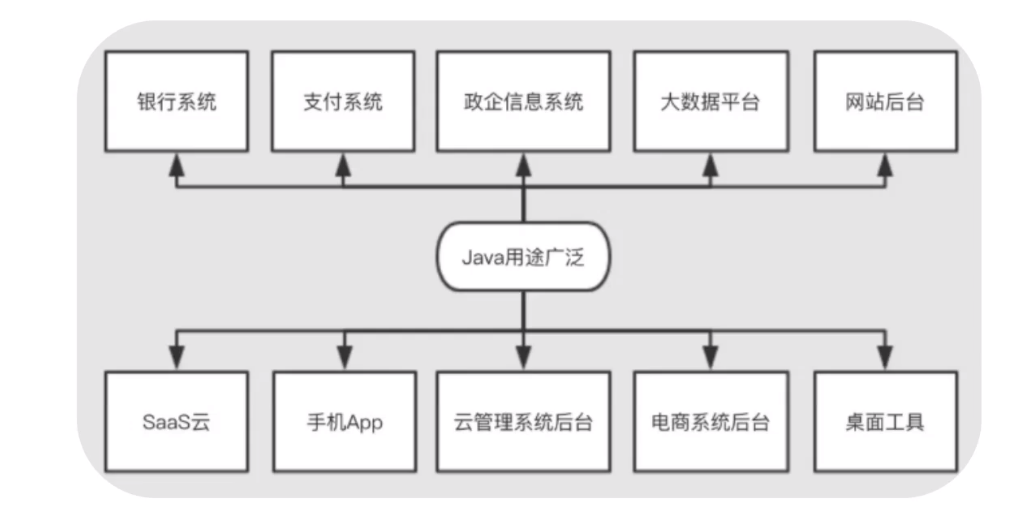 银行系统
支付系统
政企信息系统
大数据平台
网站后台
Java用途广泛
SaaS云
手机App
云管理系统后台
电商系统后台
桌面工具